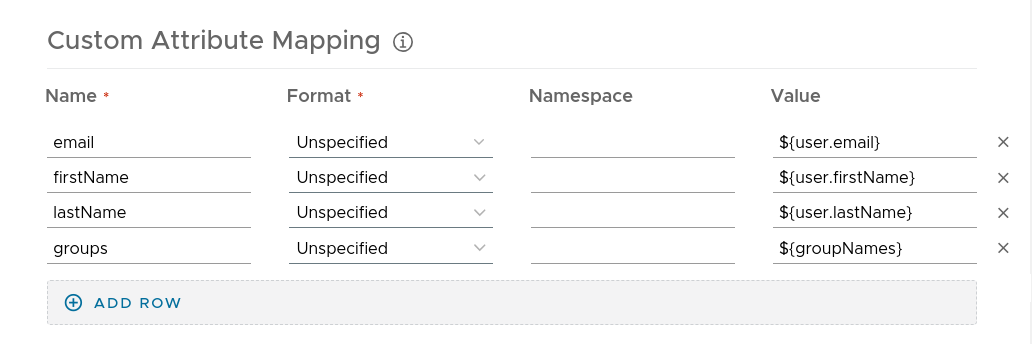 Custom Attribute Mapping
Name * Format * Namespace Value
email Unspecified ${user.email}
firstName Unspecified ${user.firstName}
lastName Unspecified ${user.lastName}
groups Unspecified ${groupNames}
ADD ROW